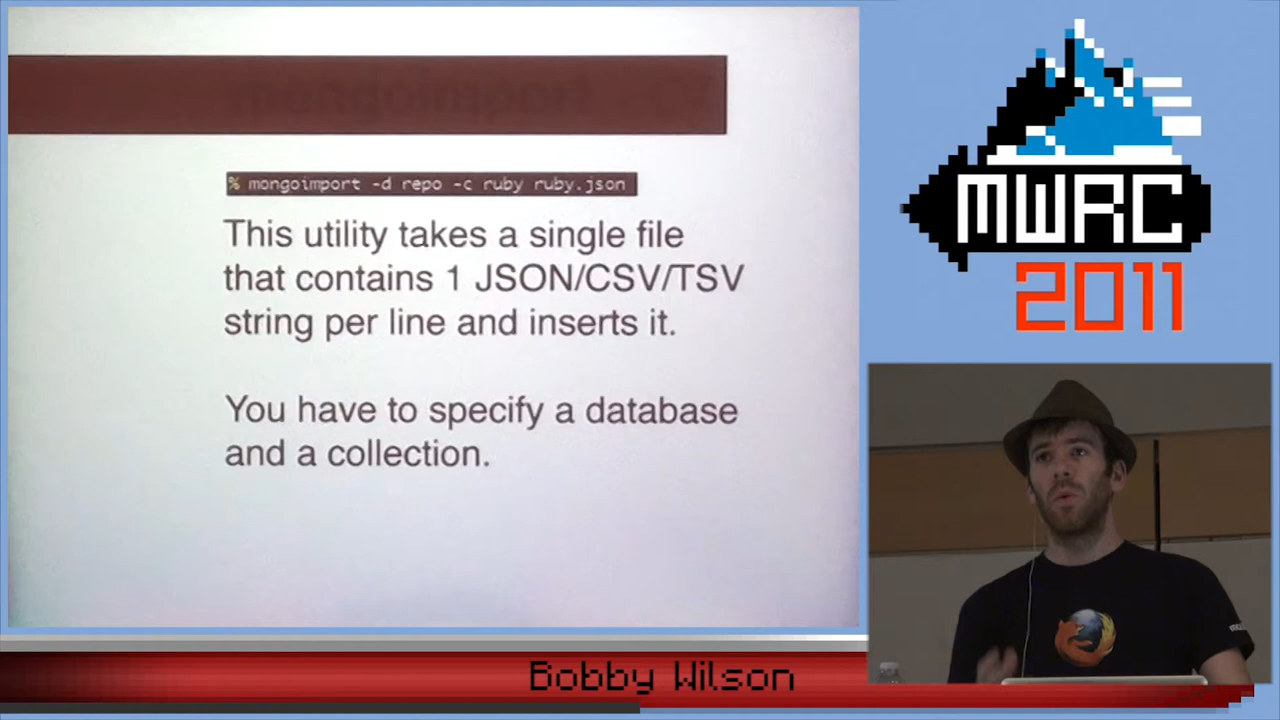 mongoimport
% mongoimport -d repo -c ruby ruby.json
This utility takes a single file
that contains 1 JSON/CSV/TSV
string per line and inserts it.
You have to specify a database
and a collection.
MWRC
2011
Bobby Wilson